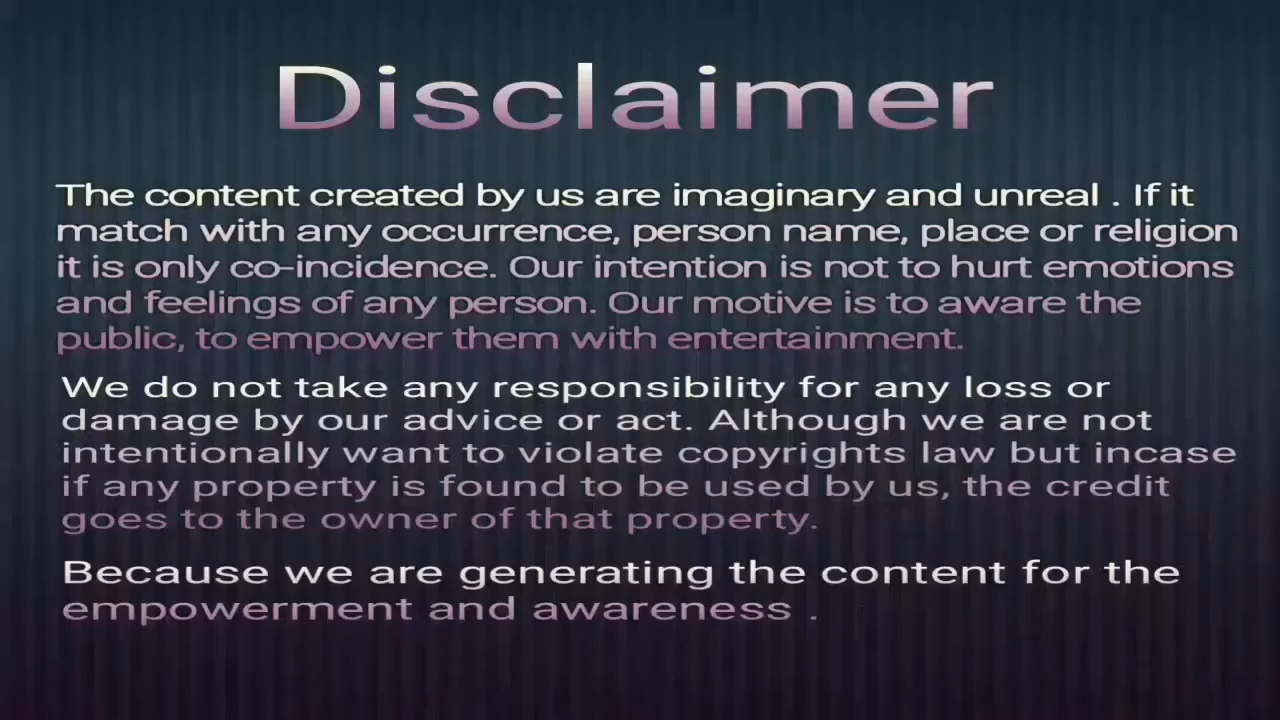 Disclaimer
The content created by us are imaginary and unreal . If it
match with any occurrence, person name, place or religion
it is only co-incidence. Our intention is not to hurt emotions
and feelings of any person. Our motive is to aware the
public, to empower them with entertainment.
We do not take any responsibility for any loss or
damage by our advice or act. Although we are not
intentionally want to violate copyrights law but incase
if any property is found to be used by us, the credit
goes to the owner of that property.
Because we are generating the content for the
empowerment and awareness .